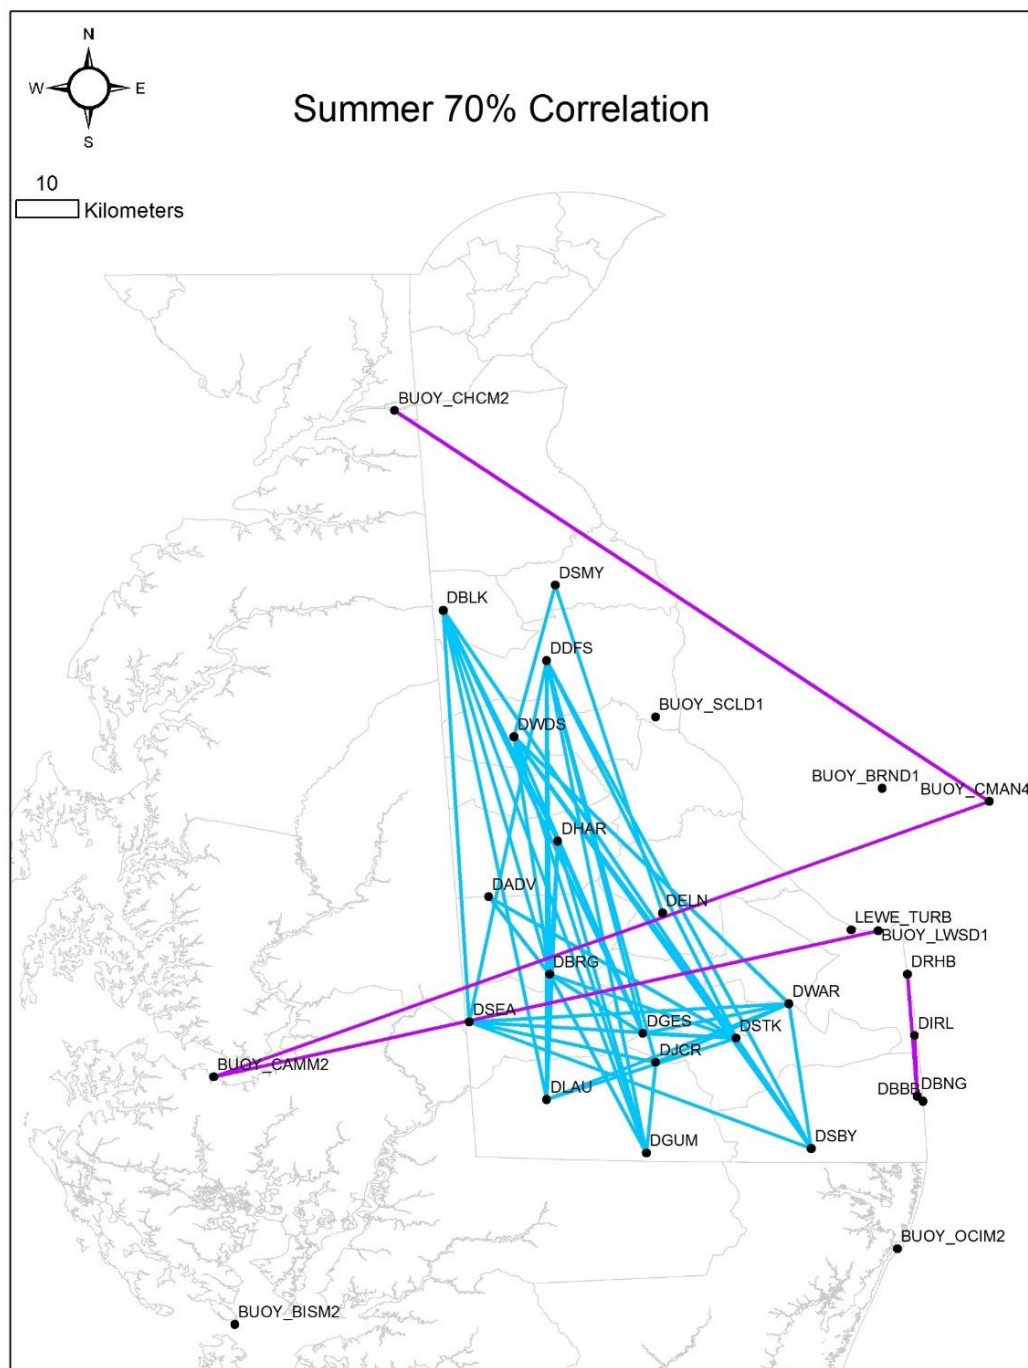 N
W E
S
Summer 70% Correlation
10
Kilometers
BUOY_CHCM2
DSMY
DBLK
DDFS
BUOY_SCLD1
DWDS
BUOY_BRND1
BUOY_CMAN4
DHAR
DADV
DELN
LEWE_TURB
BUOY_LWSD1
DBRG
DRHB
DWAR
DSEA
DGES
DSTK
DIRL
DJCR
BUOY_CAMM2
DLAU
DBBB
DBNG
DGUM
DSBY
BUOY_OCIM2
BUOY_BISM2